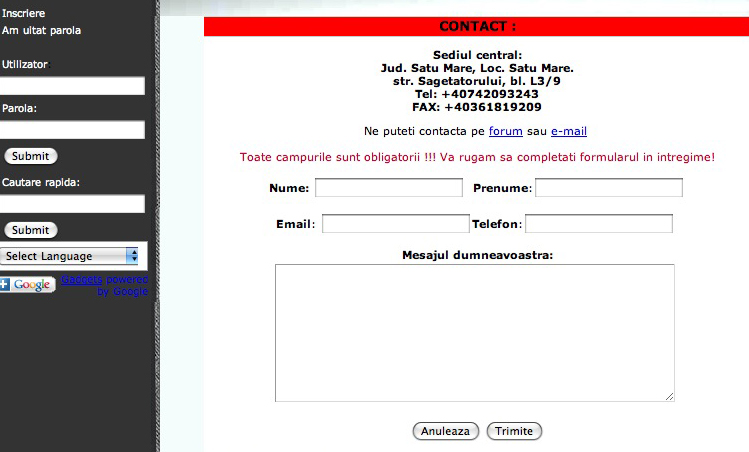 Inscriere
Am uitat parola
Utilizator
Parola:
Submit
Cautare rapida:
Submit
Select Language
Google
Gadgets powered
by Google
CONTACT :
Sediul central:
Jud. Satu Mare, Loc. Satu Mare.
str. Sagetatorului, bl. L3/9
Tel: +40742093243
FAX: +40361819209
Ne puteti contacta pe forum sau e-mail
Toate campurile sunt obligatorii !!! Va rugam sa completati formularul in intregime!
Nume: Prenume:
Email: Telefon:
Mesajul dumneavoastra:
Anuleaza Trimite